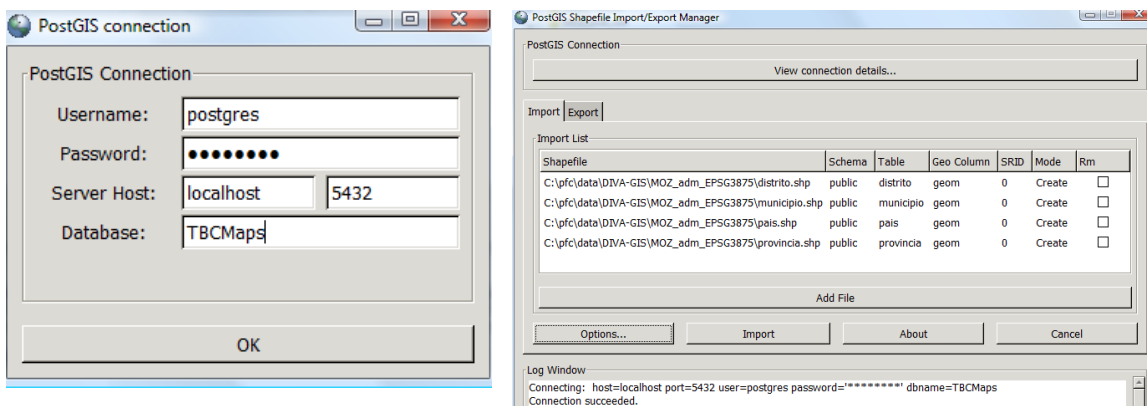 PostGIS connection
PostGIS Connection
Username: postgres
Password: ●●●●●●●●
Server Host: localhost 5432
Database: TBCMaps
OK
PostGIS Shapefile Import/Export Manager
PostGIS Connection
View connection details...
Import Export
Import List
Shapefile Schema Table Geo Column SRID Mode Rm
C:\pfc\data\DIVA-GIS\MOZ_adm_EPSG3875\distrito.shp public distrito geom 0 Create
C:\pfc\data\DIVA-GIS\MOZ_adm_EPSG3875\municipio.shp public municipio geom 0 Create
C:\pfc\data\DIVA-GIS\MOZ_adm_EPSG3875\pais.shp public pais geom 0 Create
C:\pfc\data\DIVA-GIS\MOZ_adm_EPSG3875\provincia.shp public provincia geom 0 Create
Add File
Options... Import About Cancel
Log Window
Connecting: host=localhost port=5432 user=postgres password='********' dbname=TBCMaps
Connection succeeded.